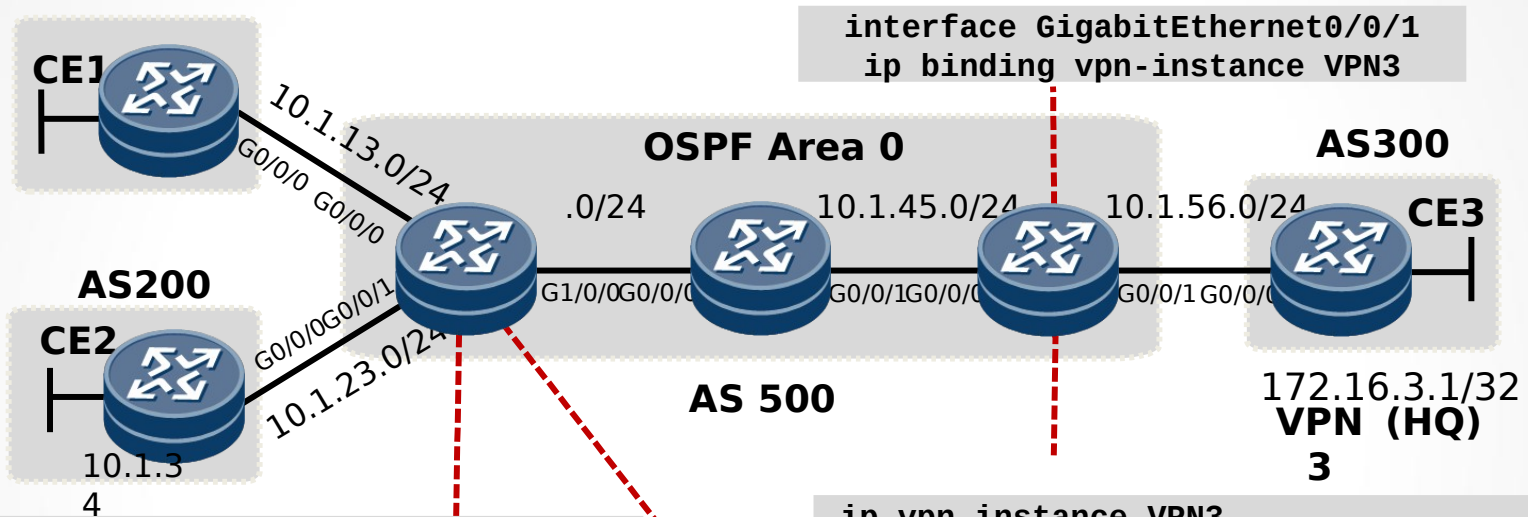 interface GigabitEthernet0/0/1
ip binding vpn-instance VPN3
CE1
10.1.13.0/24
G0/0/0
G0/0/0
OSPF Area 0
AS300
.0/24
10.1.45.0/24
10.1.56.0/24
CE3
AS200
G1/0/0
G0/0/0
G0/0/1
G0/0/0
G0/0/1
G0/0/0
CE2
G0/0/0
G0/0/1
10.1.23.0/24
AS 500
172.16.3.1/32
VPN (HQ)
3
10.1.3
4
ip vpn-instance VPN3